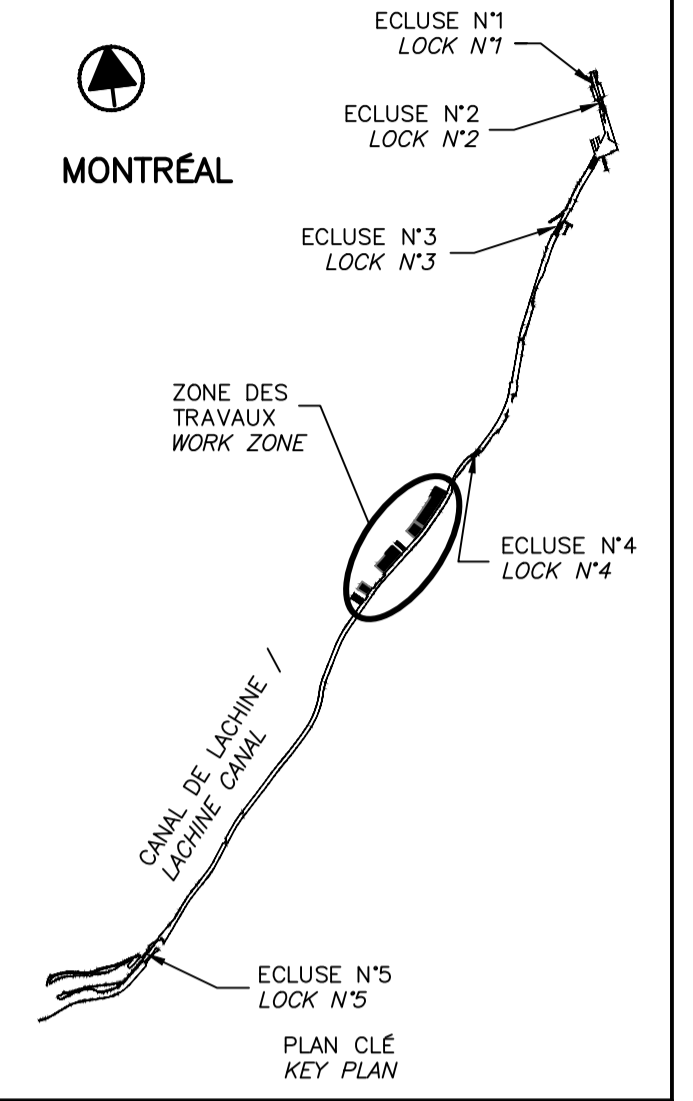 ECLUSE N°1
LOCK N°1
ECLUSE N°2
LOCK N°2
MONTRÉAL
ECLUSE N°3
LOCK N°3
ZONE DES
TRAVAUX
WORK ZONE
ECLUSE N°4
LOCK N°4
CANAL DE LACHINE /
LACHINE CANAL
ECLUSE N°5
LOCK N°5
PLAN CLÉ
KEY PLAN